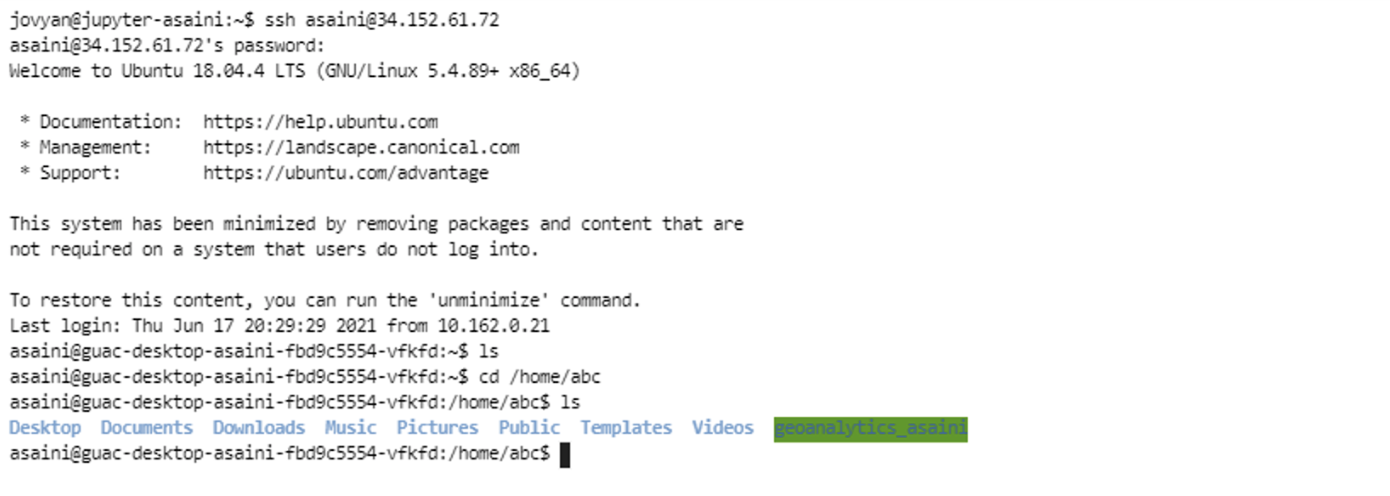 jovyan@jupyter-asaini:~$ ssh asaini@34.152.61.72
asaini@34.152.61.72's password:
Welcome to Ubuntu 18.04.4 LTS (GNU/Linux 5.4.89+ x86_64)

 * Documentation:  https://help.ubuntu.com
 * Management:     https://landscape.canonical.com
 * Support:        https://ubuntu.com/advantage

This system has been minimized by removing packages and content that are
not required on a system that users do not log into.

To restore this content, you can run the 'unminimize' command.
Last login: Thu Jun 17 20:29:29 2021 from 10.162.0.21
asaini@guac-desktop-asaini-fbd9c5554-vfkfd:~$ ls
asaini@guac-desktop-asaini-fbd9c5554-vfkfd:~$ cd /home/abc
asaini@guac-desktop-asaini-fbd9c5554-vfkfd:/home/abc$ ls
Desktop  Documents  Downloads  Music  Pictures  Public  Templates  Videos  geoanalytics_asaini
asaini@guac-desktop-asaini-fbd9c5554-vfkfd:/home/abc$